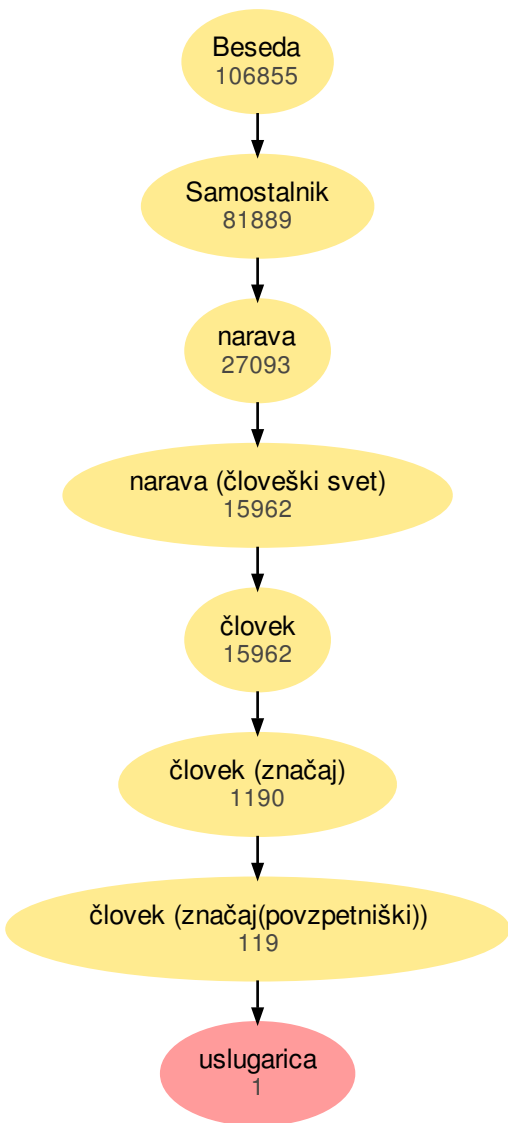 Beseda
106855
Samostalnik
81889
narava
27093
narava (človeški svet)
15962
človek
15962
človek (značaj)
1190
človek (značaj(povzpetniški))
119
uslugarica
1